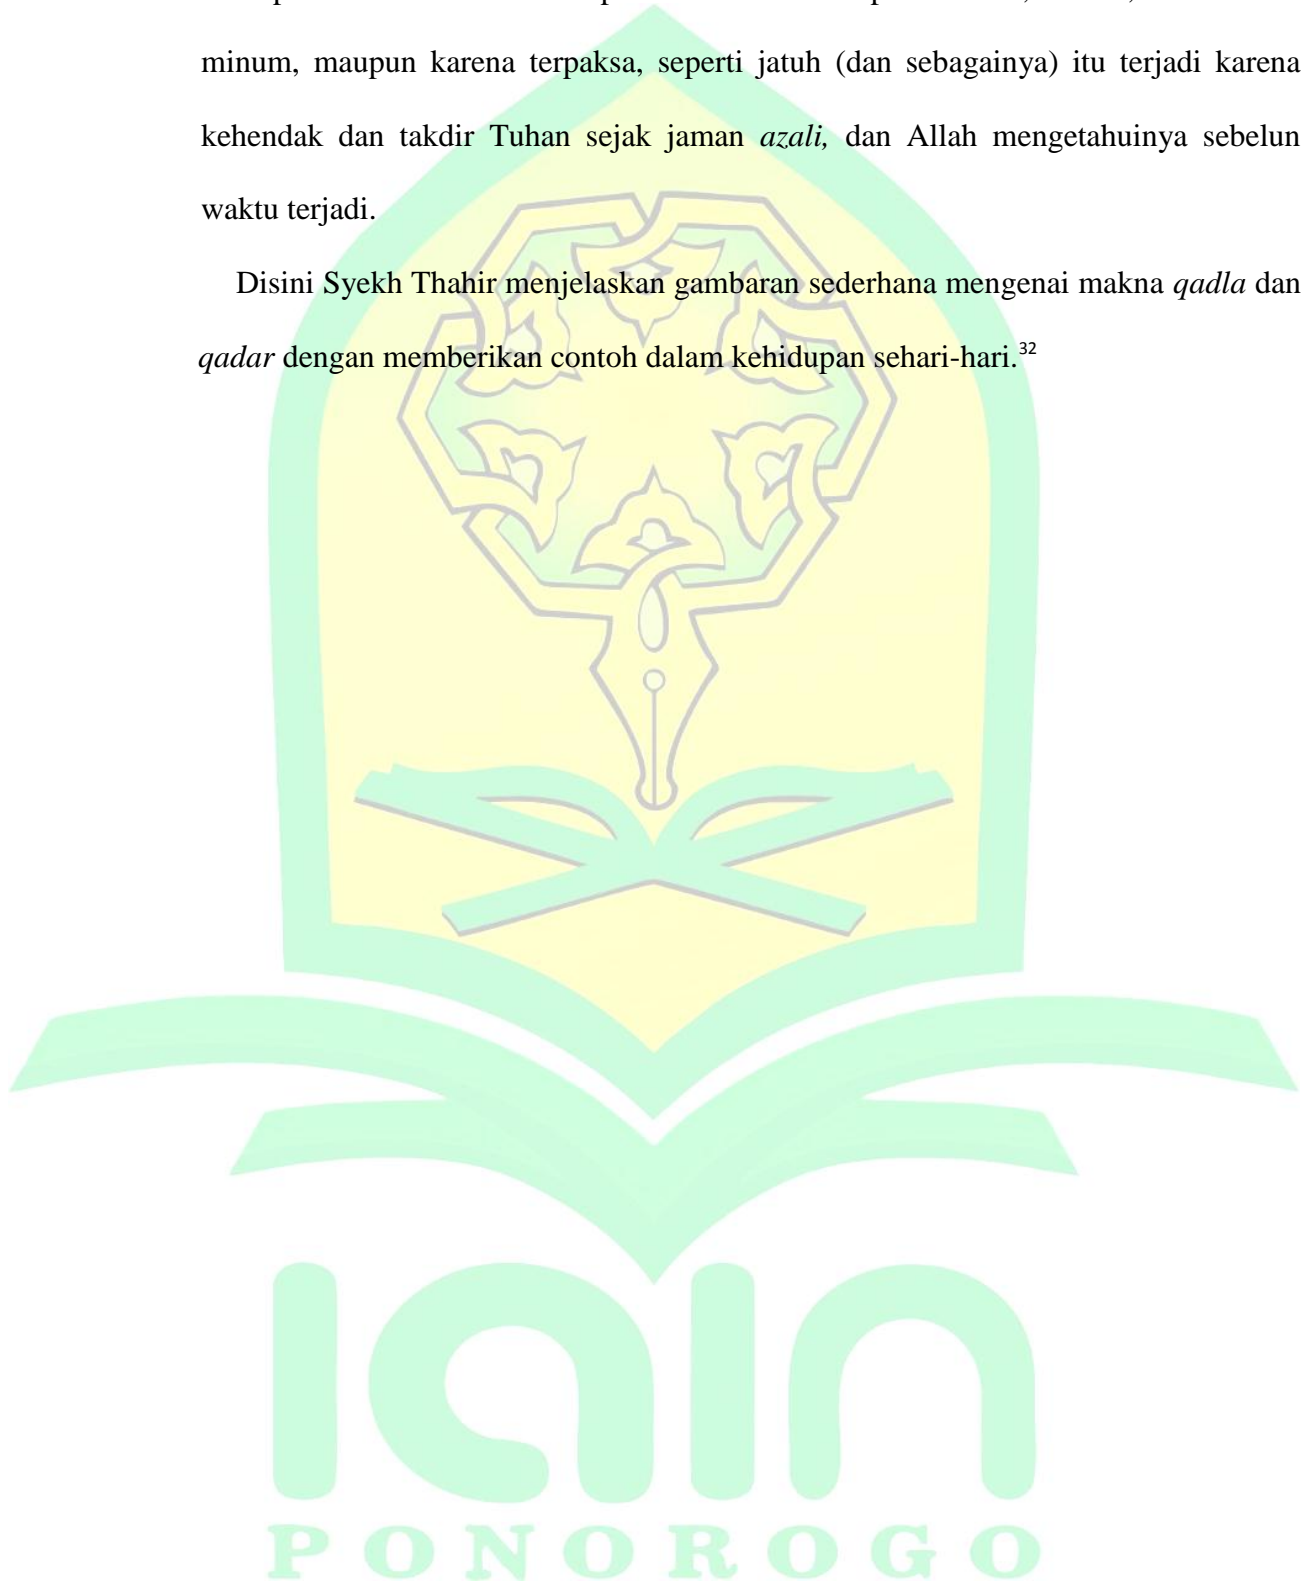 minum, maupun karena terpaksa, seperti jatuh (dan sebagainya) itu terjadi karena
kehendak dan takdir Tuhan sejak jaman azali, dan Allah mengetahuinya sebelun
waktu terjadi.
Disini Syekh Thahir menjelaskan gambaran sederhana mengenai makna qadla dan
qadar dengan memberikan contoh dalam kehidupan sehari-hari.32
iain
PONOROGO